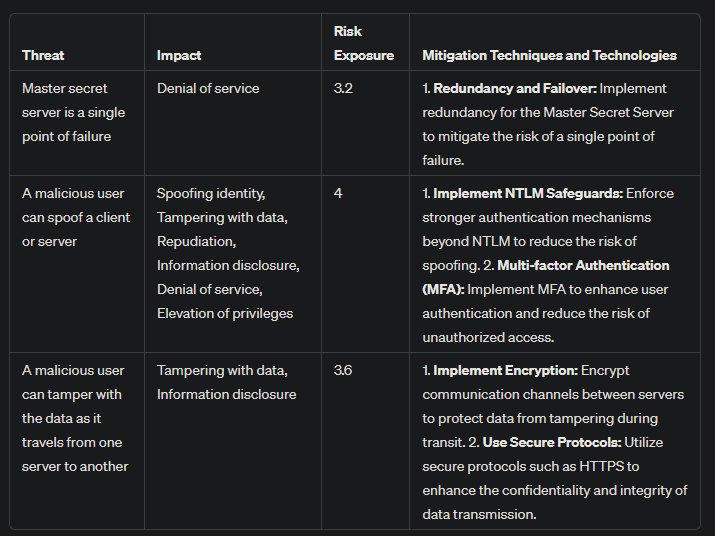 Threat
Impact
Risk
Exposure
Mitigation Techniques and Technologies
Master secret
server is a single
point of failure
Denial of service
3.2
1. Redundancy and Failover: Implement
redundancy for the Master Secret Server
to mitigate the risk of a single point of
failure.
A malicious user
can spoof a client
or server
Spoofing identity,
Tampering with data,
Repudiation,
Information disclosure,
Denial of service,
Elevation of privileges
4
1. Implement NTLM Safeguards: Enforce
stronger authentication mechanisms
beyond NTLM to reduce the risk of
spoofing. 2. Multi-factor Authentication
(MFA): Implement MFA to enhance user
authentication and reduce the risk of
unauthorized access.
A malicious user
can tamper with
the data as it
travels from one
server to another
Tampering with data,
Information disclosure
3.6
1. Implement Encryption: Encrypt
communication channels between servers
to protect data from tampering during
transit. 2. Use Secure Protocols: Utilize
secure protocols such as HTTPS to
enhance the confidentiality and integrity of
data transmission.